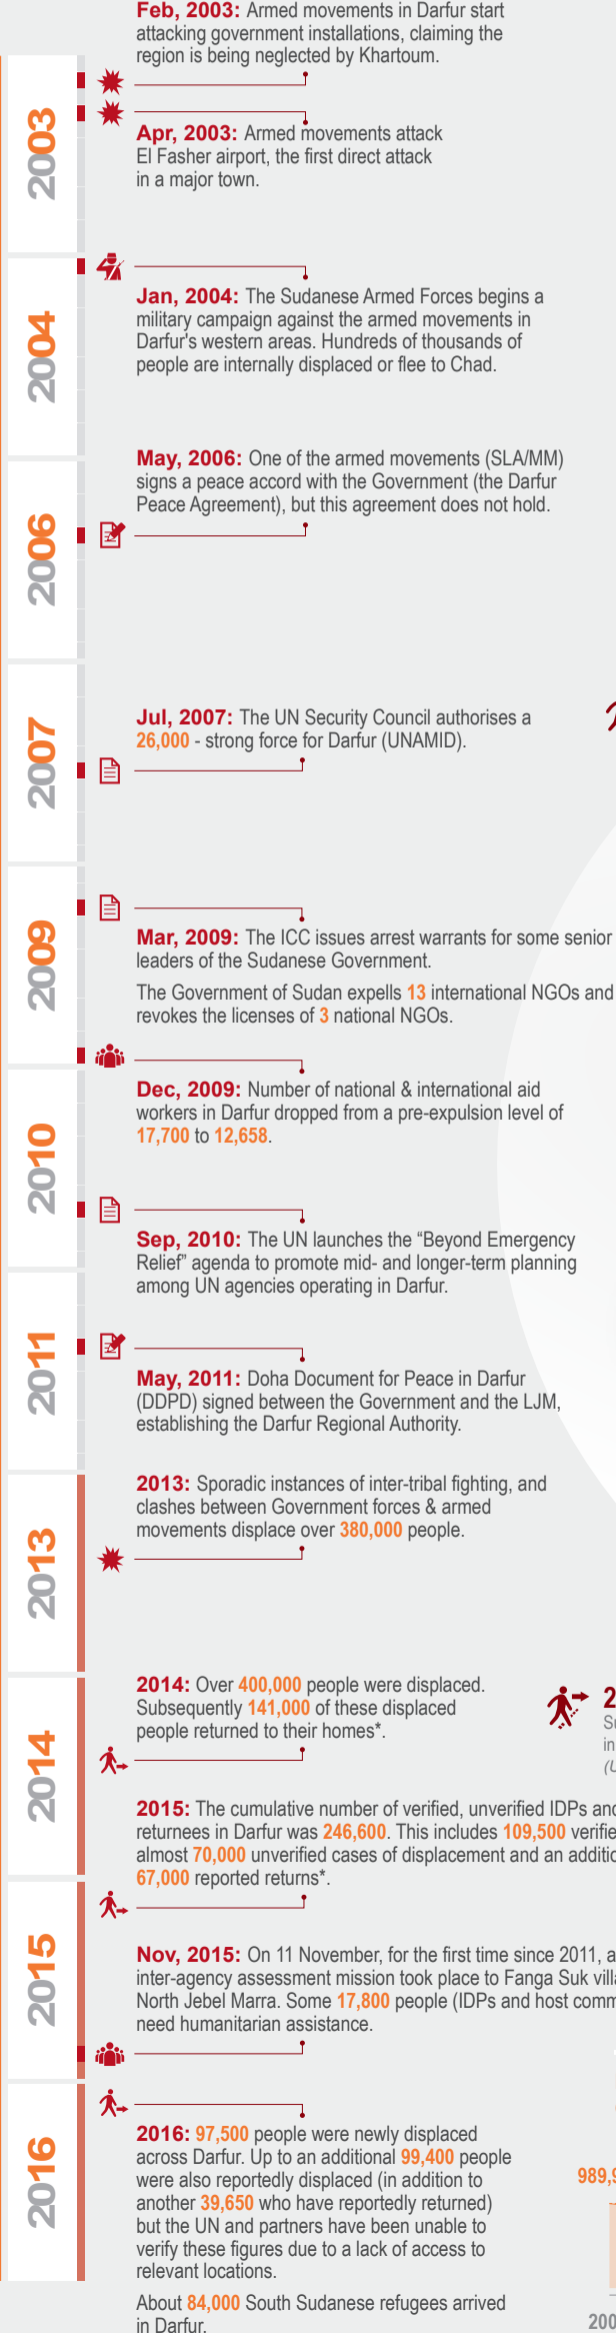 Feb, 2003: Armed movements in Darfur start
attacking government installations, claiming the
region is being neglected by Khartoum.
2003
Apr, 2003: Armed movements attack
El Fasher airport, the first direct attack
in a major town.
2004
Jan, 2004: The Sudanese Armed Forces begins a
military campaign against the armed movements in
Darfur's western areas. Hundreds of thousands of
people are internally displaced or flee to Chad.
2006
May, 2006: One of the armed movements (SLA/MM)
signs a peace accord with the Government (the Darfur
Peace Agreement), but this agreement does not hold.
2007
Jul, 2007: The UN Security Council authorises a
26,000 - strong force for Darfur (UNAMID).
2009
Mar, 2009: The ICC issues arrest warrants for some senior
leaders of the Sudanese Government.
The Government of Sudan expells 13 international NGOs and
revokes the licenses of 3 national NGOs.
Dec, 2009: Number of national & international aid
workers in Darfur dropped from a pre-expulsion level of
17,700 to 12,658.
2010
Sep, 2010: The UN launches the “Beyond Emergency
Relief” agenda to promote mid- and longer-term planning
among UN agencies operating in Darfur.
2011
May, 2011: Doha Document for Peace in Darfur
(DDPD) signed between the Government and the LJM,
establishing the Darfur Regional Authority.
2013
2013: Sporadic instances of inter-tribal fighting, and
clashes between Government forces & armed
movements displace over 380,000 people.
2014
2014: Over 400,000 people were displaced.
Subsequently 141,000 of these displaced
people returned to their homes*.
2
in
2015: The cumulative number of verified, unverified IDPs and
returnees in Darfur was 246,600. This includes 109,500
almost 70,000 unverified cases of displacement and an
67,000 reported returns*.
2015
Nov, 2015: On 11 November, for the first time since 2011, a
inter-agency assessment mission took place to Fanga Suk
North Jebel Marra. Some 17,800 people (IDPs and host
need humanitarian assistance.
2016
2016: 97,500 people were newly displaced
across Darfur. Up to an additional 99,400 people
were also reportedly displaced (in addition to
another 39,650 who have reportedly returned)
but the UN and partners have been unable to
verify these figures due to a lack of access to
relevant locations.
About 84,000 South Sudanese refugees arrived
in Darfur.